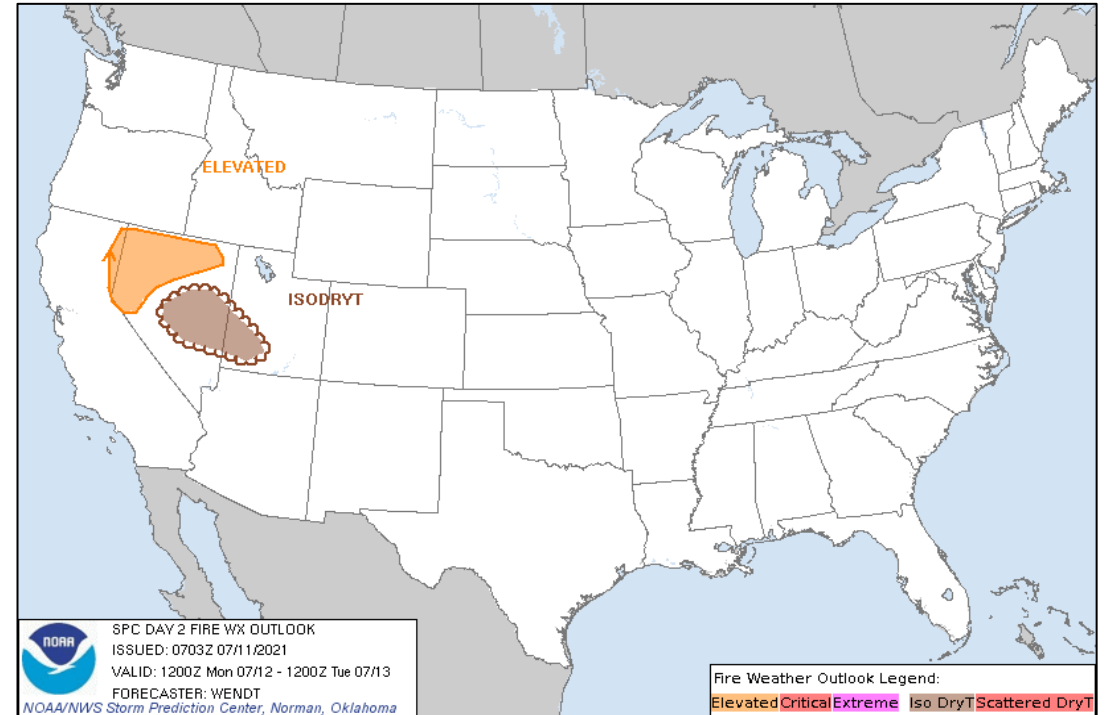 ELEVATED
ISODRYT
NOAA
SPC DAY 2 FIRE WX OUTLOOK
ISSUED: 0703Z 07/11/2021
VALID: 1200Z Mon 07/12 - 1200Z Tue 07/13
FORECASTER: WENDT
NOAA/NWS Storm Prediction Center, Norman, Oklahoma
Fire Weather Outlook Legend:
Elevated Critical Extreme Iso DryT Scattered DryT